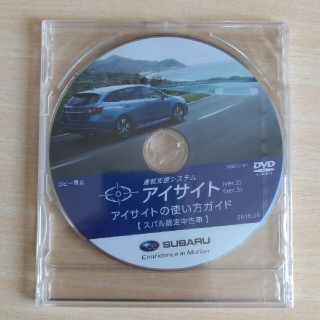 運転支援システム
アイサイト (ver.2)
(ver.3)
コピー禁止
DVD
VIDEO
アイサイトの使い方ガイド
【スバル認定中古車】
SUBARU
Confidence in Motion